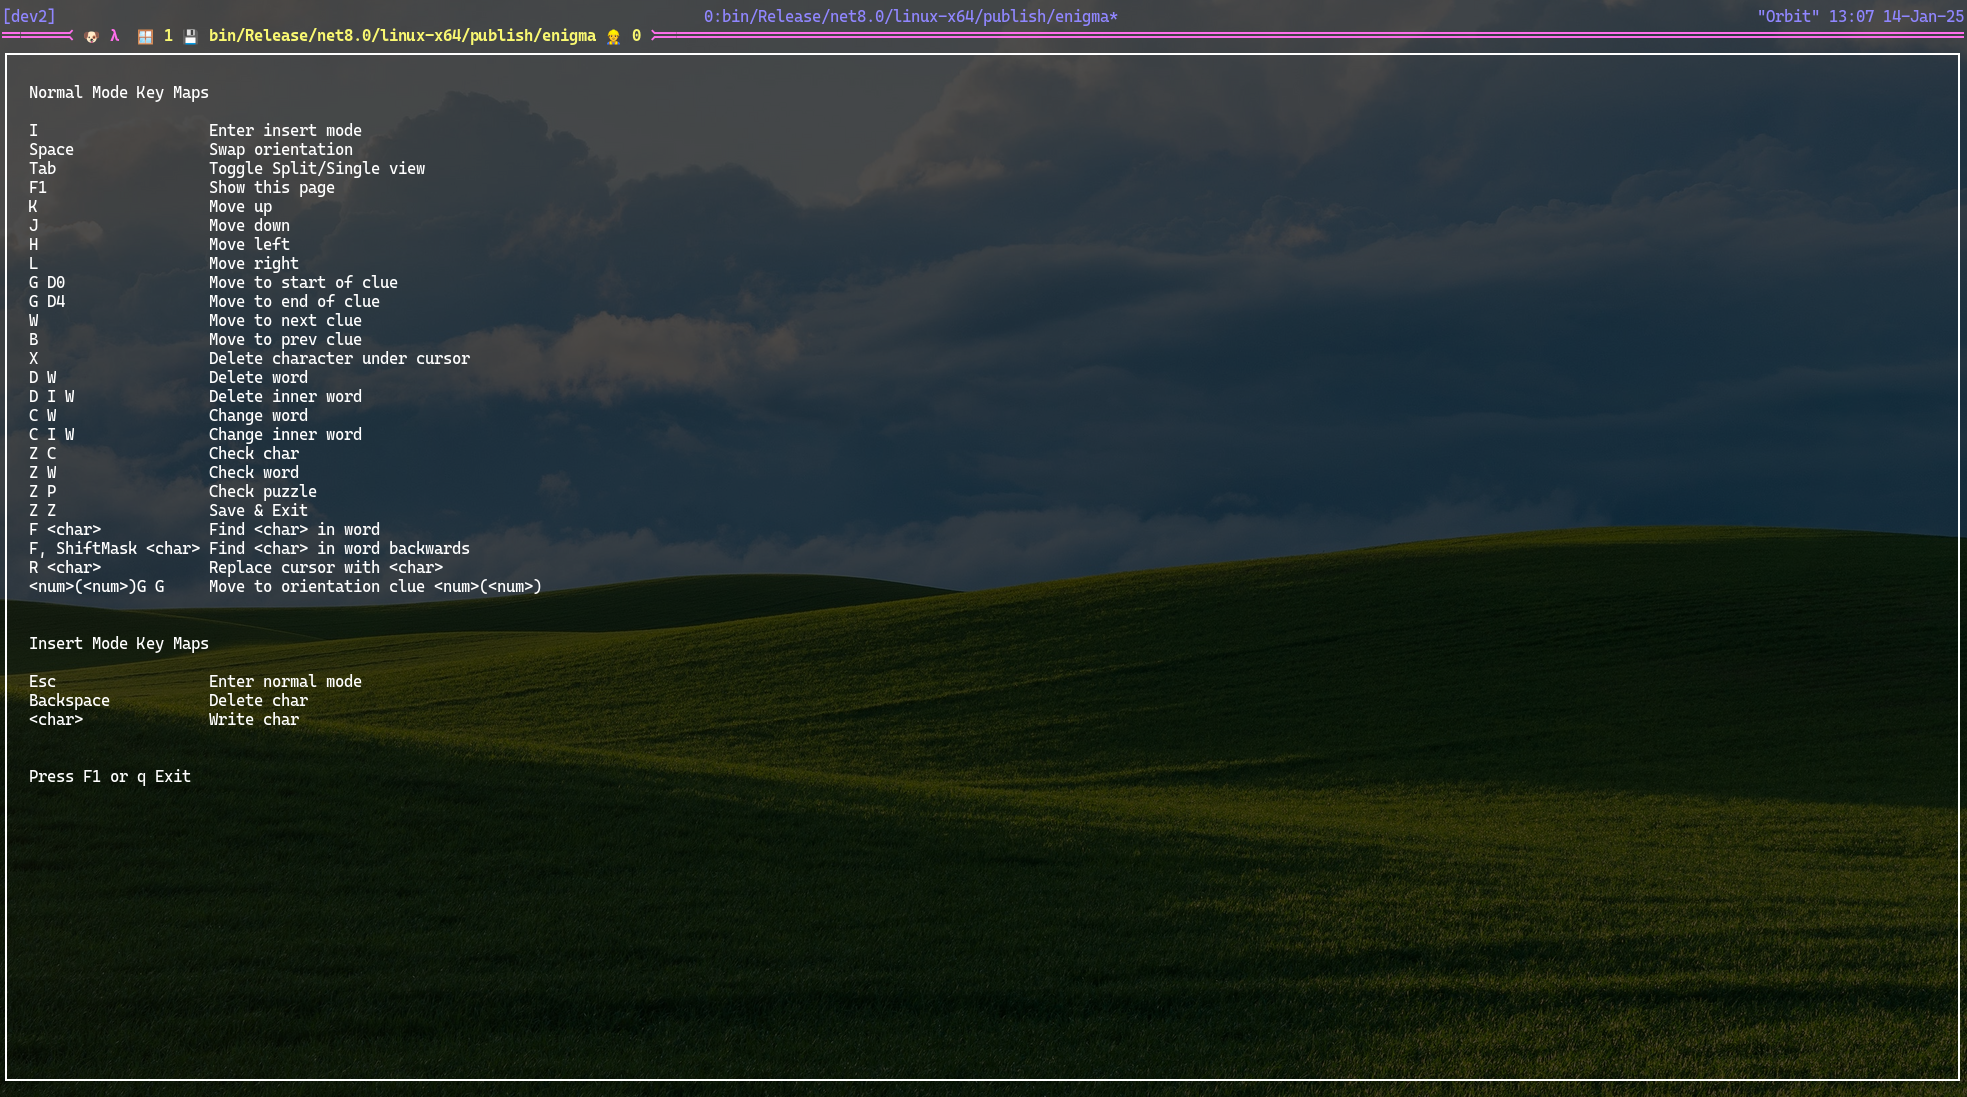 [dev2] 0:bin/Release/net8.0/linux-x64/publish/enigma* "Orbit" 13:07 14-Jan-25
🐶 λ 🪟 1 💾 bin/Release/net8.0/linux-x64/publish/enigma 👷 0
Normal Mode Key Maps
I Enter insert mode
Space Swap orientation
Tab Toggle Split/Single view
F1 Show this page
K Move up
J Move down
H Move left
L Move right
G D0 Move to start of clue
G D4 Move to end of clue
W Move to next clue
B Move to prev clue
X Delete character under cursor
D W Delete word
D I W Delete inner word
C W Change word
C I W Change inner word
Z C Check char
Z W Check word
Z P Check puzzle
Z Z Save & Exit
F <char> Find <char> in word
F, ShiftMask <char> Find <char> in word backwards
R <char> Replace cursor with <char>
<num>(<num>)G G Move to orientation clue <num>(<num>)
Insert Mode Key Maps
Esc Enter normal mode
Backspace Delete char
<char> Write char
Press F1 or q Exit